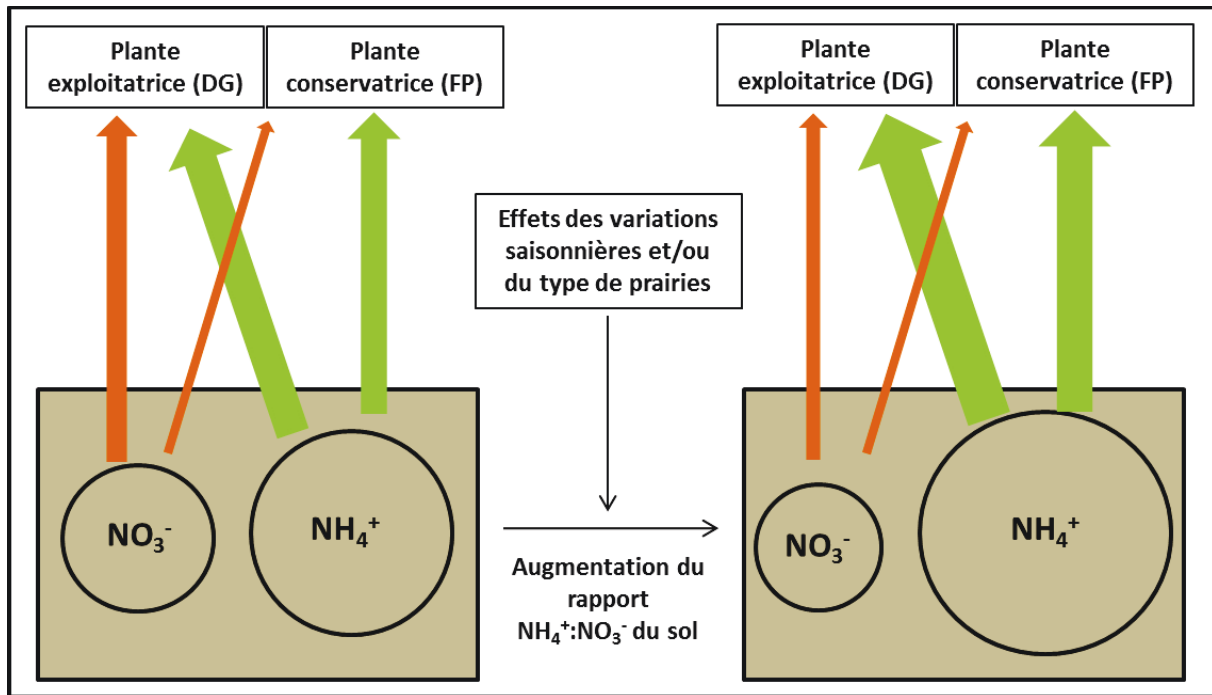 Plante
exploitatrice (DG)
Plante
conservatrice (FP)
Plante
exploitatrice (DG)
Plante
conservatrice (FP)
Effets des variations
saisonnières et/ou
du type de prairies
NO₃⁻
NH₄⁺
Augmentation du
rapport
NH₄⁺:NO₃⁻ du sol
NO₃⁻
NH₄⁺